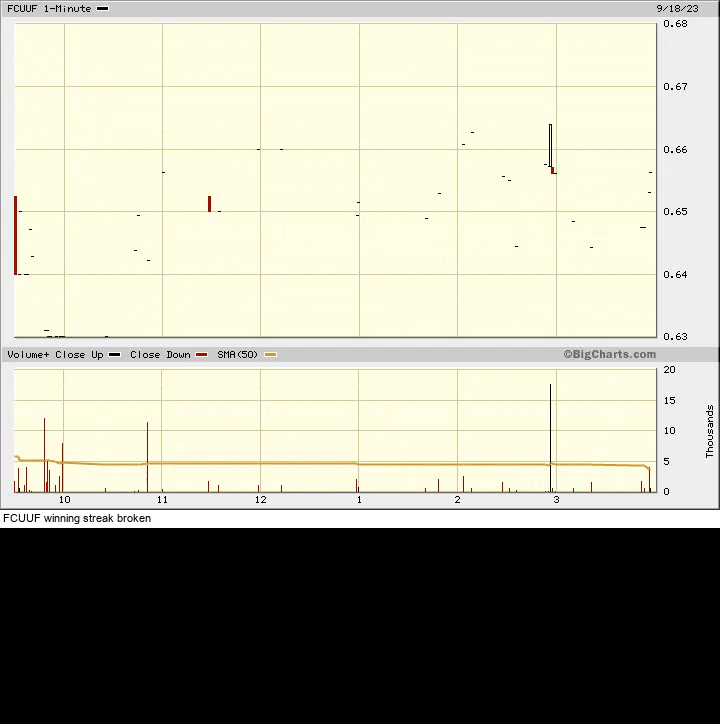 FCUUF 1-Minute 9/18/23
0.68
0.67
0.66
0.65
0.64
0.63
Volume+ Close Up Close Down SMA(50) ©BigCharts.com
20
15
10
5
0
Thousands
10 11 12 1 2 3
FCUUF winning streak broken